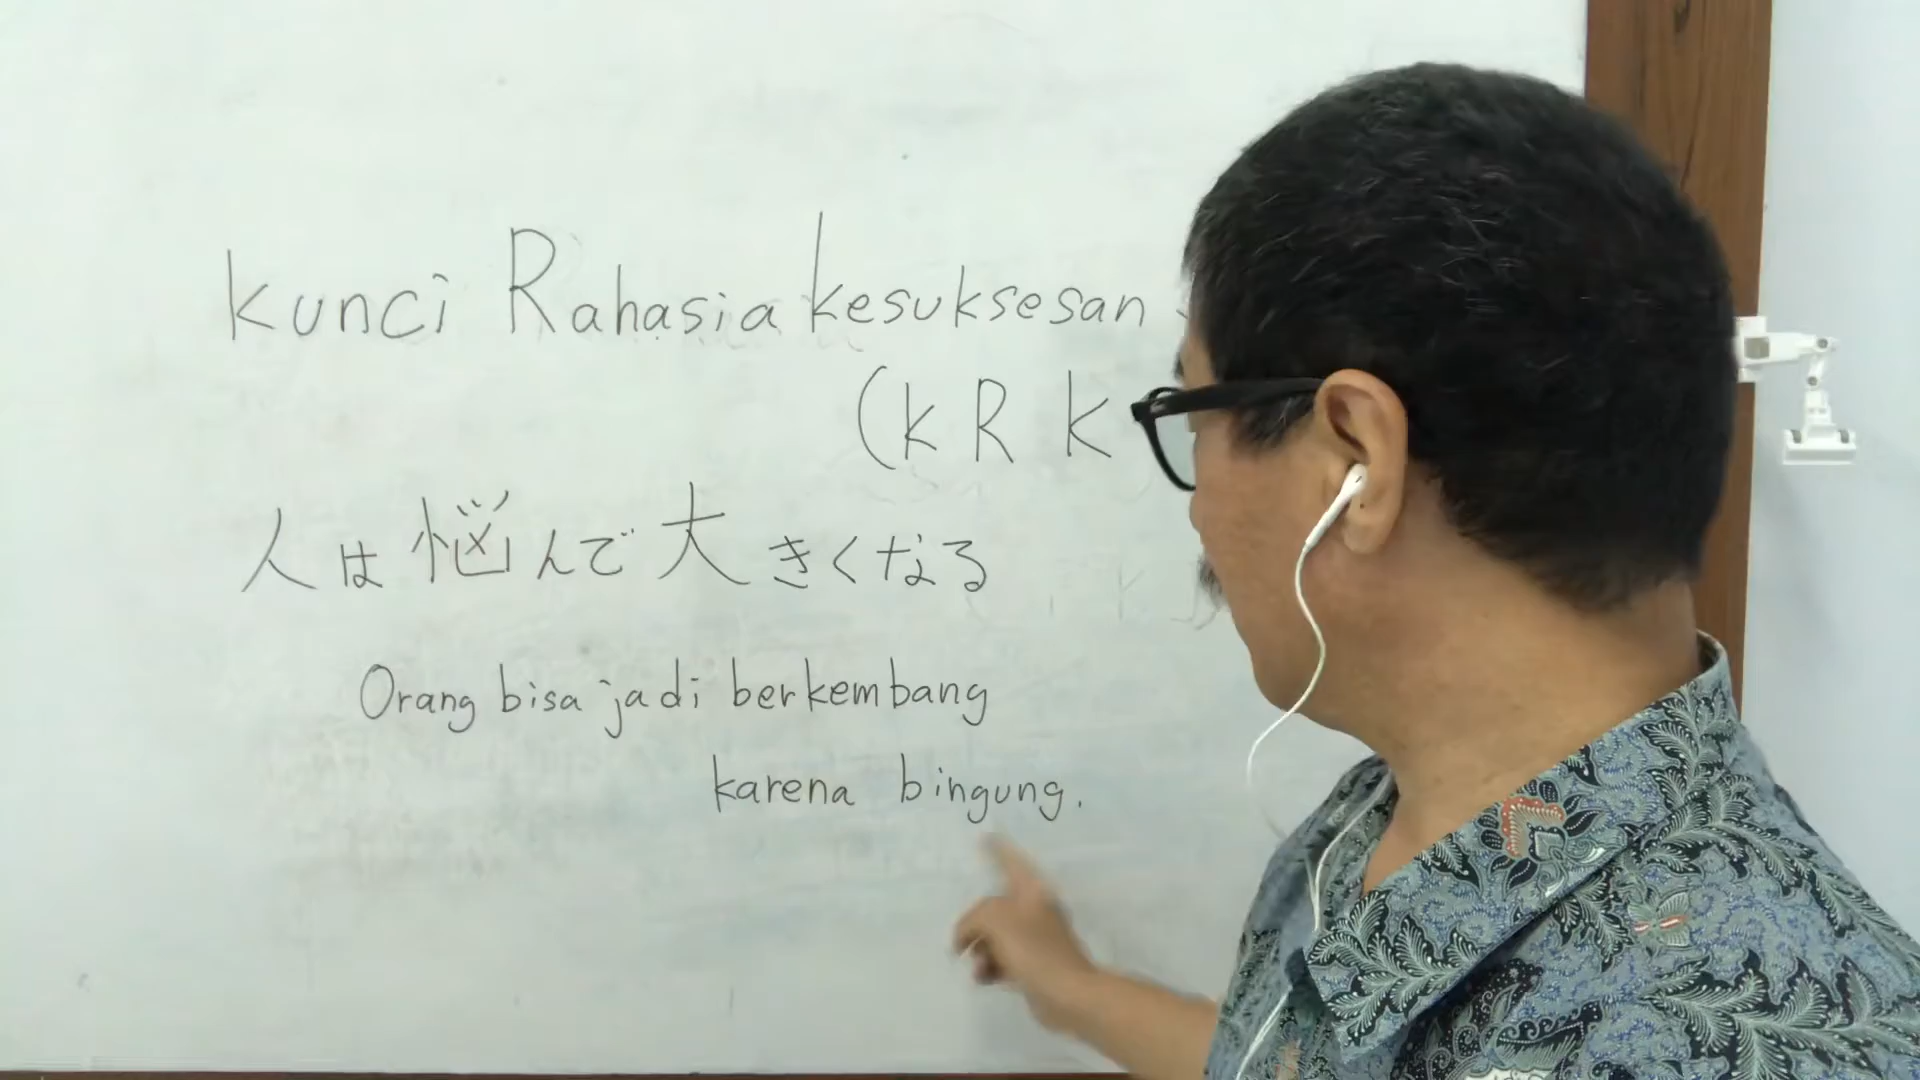 kunci Rahasia kesuksesan
(k R K
人は悩んで大きくなる
Orang bisa jadi berkembang
karena bingung.